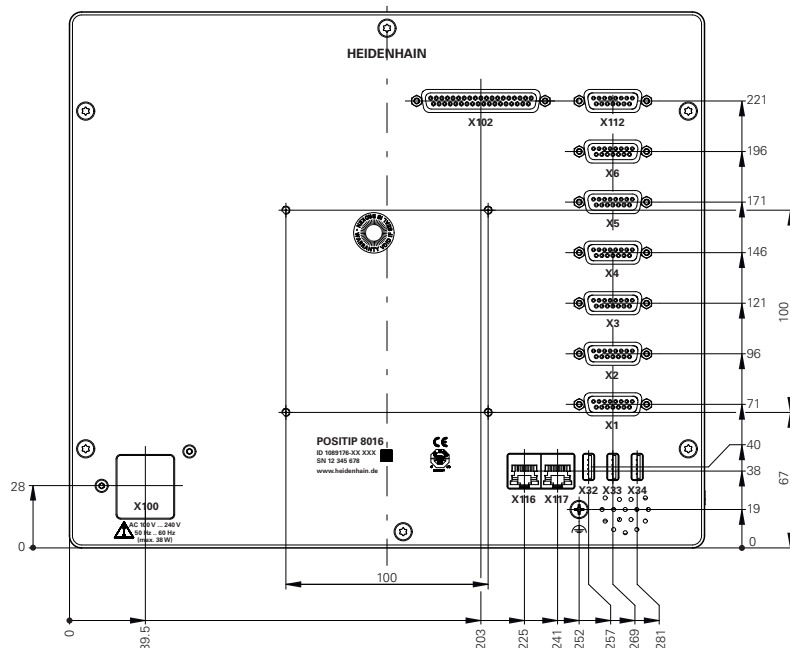 HEIDENHAIN
X102
X112
221
X6
196
X5
171
X4
146
X3
121
100
X2
96
X1
71
POSITIP 8016
ID 1089176-XX XXX
SN 12 345 678
www.heidenhain.de
CE
40
38
67
28
X100
X116
X117
X32
X33
X34
AC 100 V ... 240 V
50 Hz ... 60 Hz
(max. 38 W)
19
0
0
100
0
39.5
203
225
241
252
257
269
281